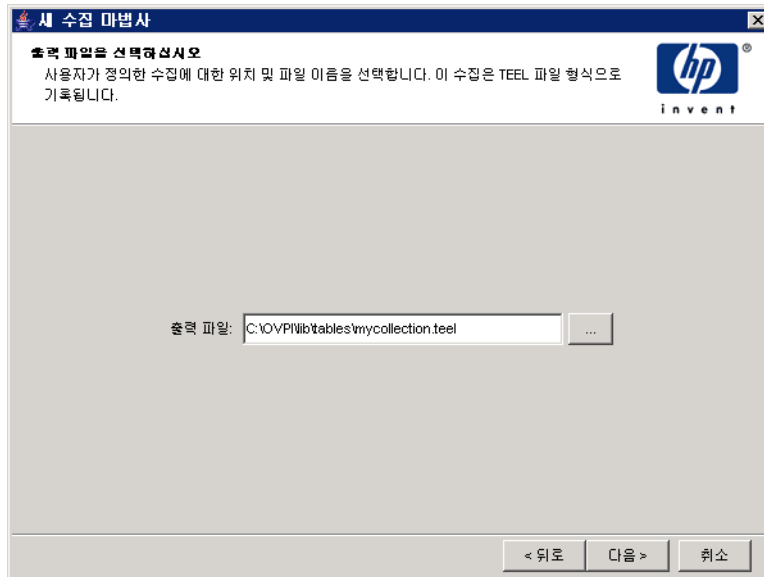 새 수집 마법사
출력 파일을 선택하십시오
사용자가 정의한 수집에 대한 위치 및 파일 이름을 선택합니다. 이 수집은 TEEL 파일 형식으로
기록됩니다.
hp
®
invent
출력 파일:
C:\OVPI\lib\tables\mycollection.teel
...
< 뒤로
다음 >
취소